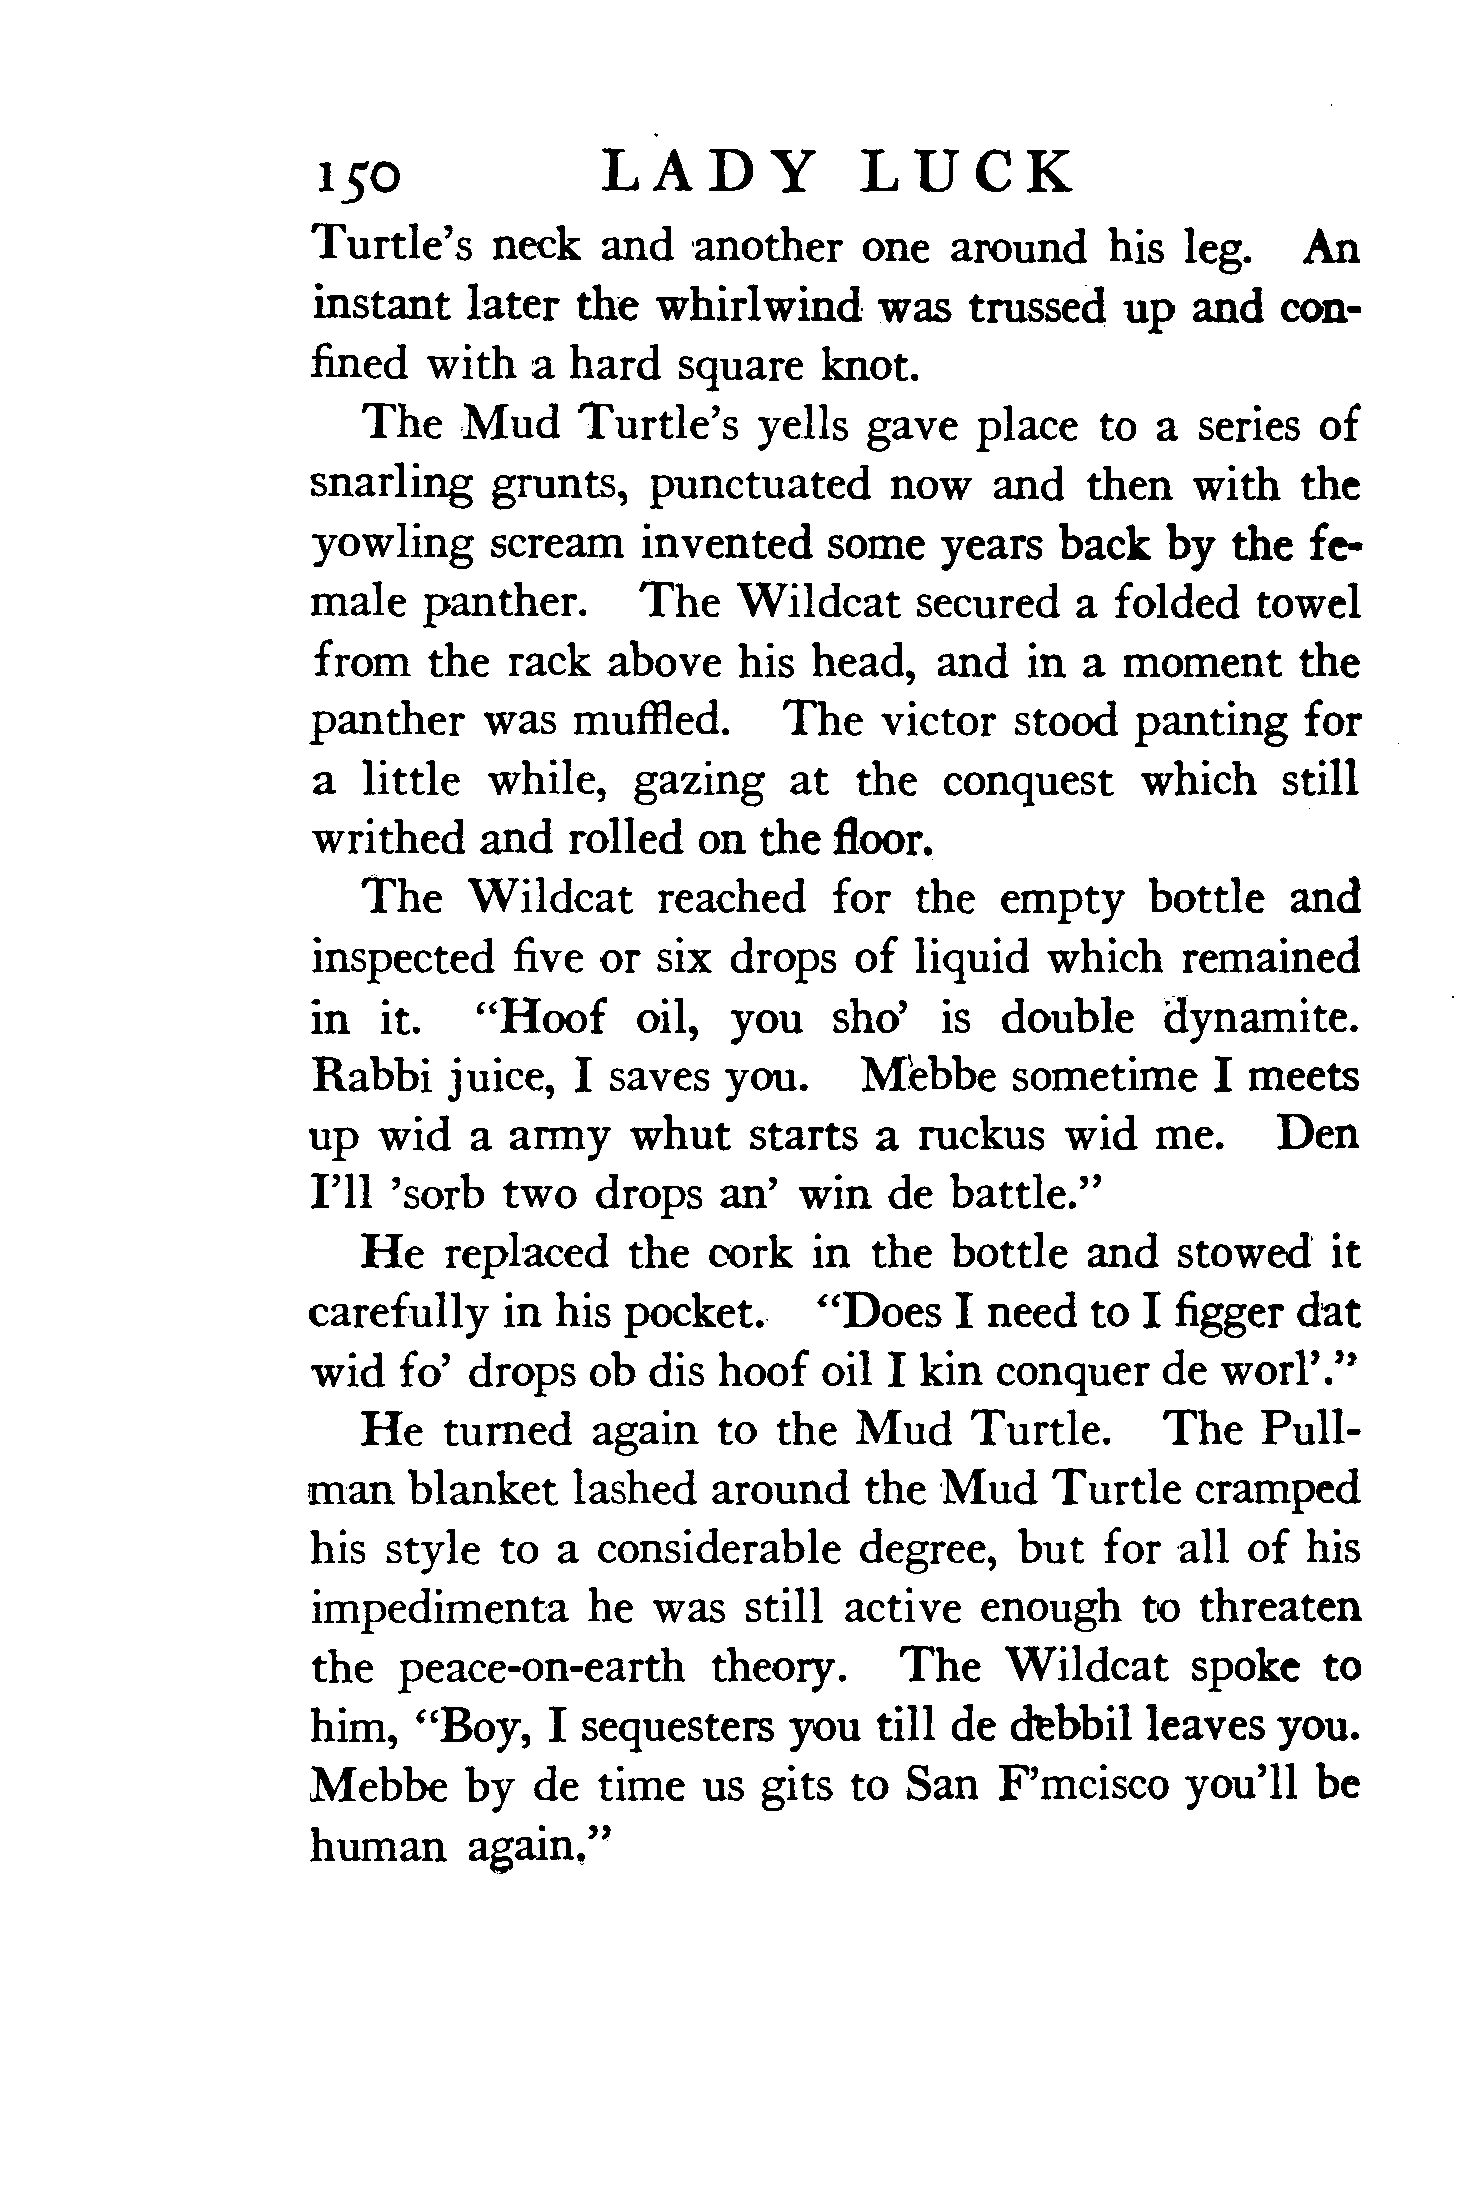 150 LADY LUCK
Turtle’s neck and another one around his leg. An
instant later the whirlwind was trussed up and con-
fined with a hard square knot.
The Mud Turtle’s yells gave place to a series of
snarling grunts, punctuated now and then with the
yowling scream invented some years back by the fe-
male panther. The Wildcat secured a folded towel
from the rack above his head, and in a moment the
panther was muffled. The victor stood panting for
a little while, gazing at the conquest which still
writhed and rolled on the floor.
The Wildcat reached for the empty bottle and
inspected five or six drops of liquid which remained
in it. “Hoof oil, you sho’ is double dynamite.
Rabbi juice, I saves you. Mebbe sometime I meets
up wid a army whut starts a ruckus wid me. Den
I’ll ’sorb two drops an’ win de battle.”
He replaced the cork in the bottle and stowed it
carefully in his pocket. “Does I need to I figger dat
wid fo’ drops ob dis hoof oil I kin conquer de worl’.”
He turned again to the Mud Turtle. The Pull-
man blanket lashed around the Mud Turtle cramped
his style to a considerable degree, but for all of his
impedimenta he was still active enough to threaten
the peace-on-earth theory. The Wildcat spoke to
him, “Boy, I sequesters you till de debbil leaves you.
Mebbe by de time us gits to San F’mcisco you’ll be
human again.”